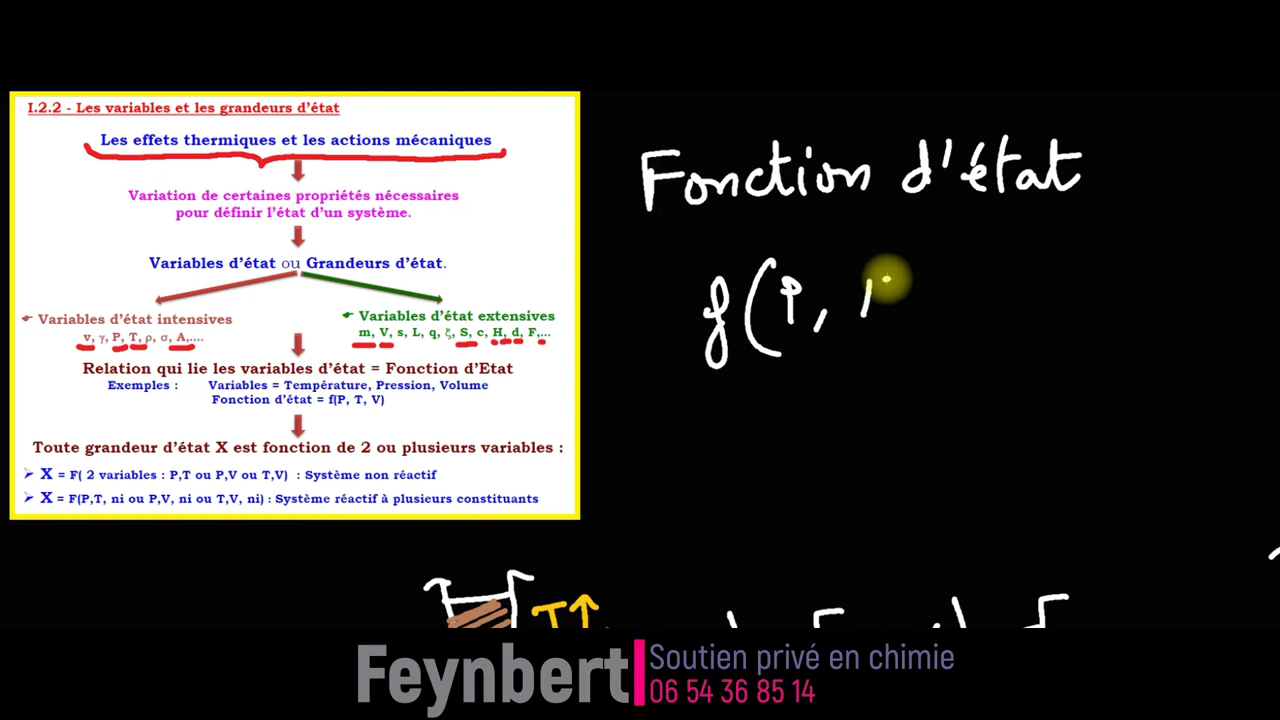 I.2.2 - Les variables et les grandeurs d'état
Les effets thermiques et les actions mécaniques
Variation de certaines propriétés nécessaires
pour définir l'état d'un système.
Variables d'état ou Grandeurs d'état.
Variables d'état intensives
v, γ, P, T, ρ, σ, A,....
Variables d'état extensives
m, V, s, L, q, ξ, S, c, H, d, F,...
Relation qui lie les variables d'état = Fonction d'Etat
Exemples : Variables = Température, Pression, Volume
Fonction d'état = f(P, T, V)
Toute grandeur d'état X est fonction de 2 ou plusieurs variables :
X = F( 2 variables : P,T ou P,V ou T,V) : Système non réactif
X = F(P,T, ni ou P,V, ni ou T,V, ni) : Système réactif à plusieurs constituants
Fonction d'état
f(P,
T↑
Feynbert
Soutien privé en chimie
06 54 36 85 14